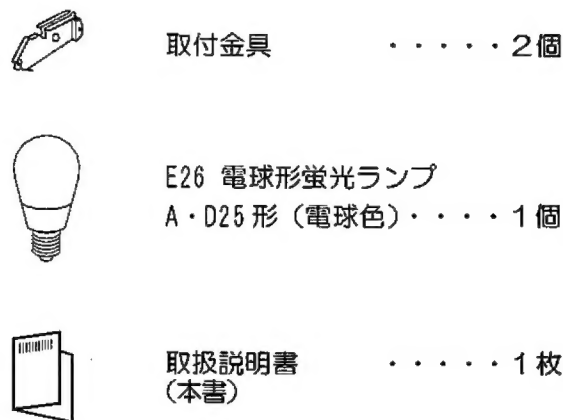 取付金具　　　・・・・・2個
E26 電球形蛍光ランプ
A・D25形（電球色）・・・・1個
取扱説明書　　・・・・・1枚
（本書）